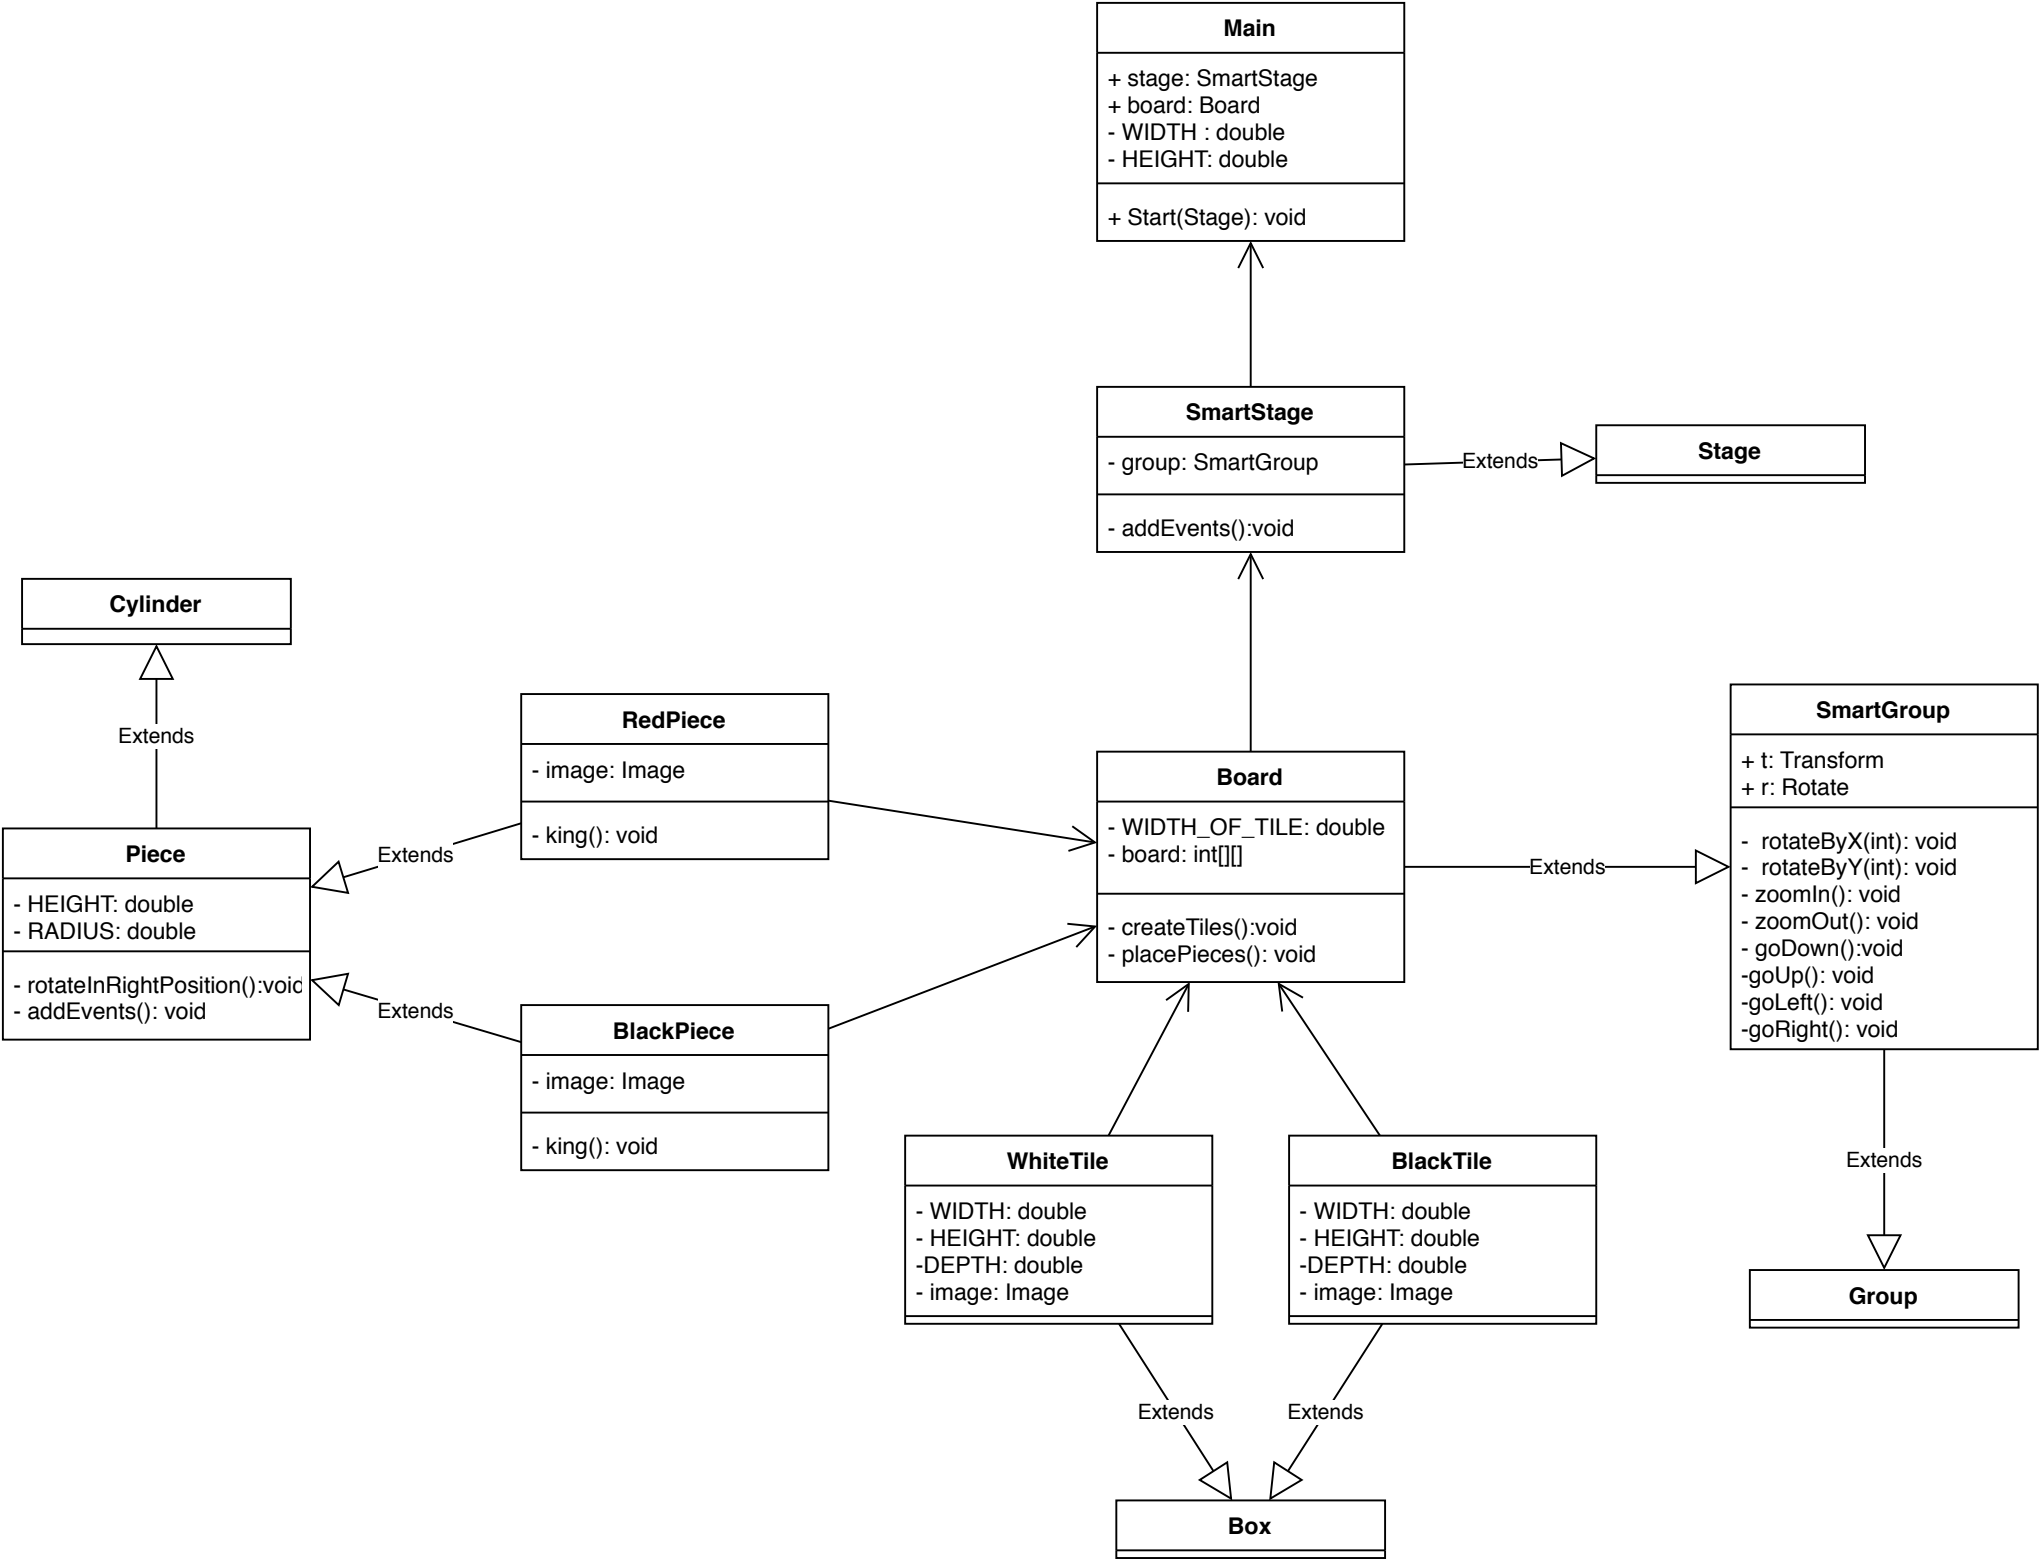 Main
+ stage: SmartStage
+ board: Board
- WIDTH : double
- HEIGHT: double
+ Start(Stage): void
SmartStage
- group: SmartGroup
- addEvents():void
Extends
Stage
Cylinder
Extends
Piece
- HEIGHT: double
- RADIUS: double
- rotateInRightPosition():void
- addEvents(): void
RedPiece
- image: Image
- king(): void
Extends
Extends
BlackPiece
- image: Image
- king(): void
Board
- WIDTH_OF_TILE: double
- board: int[][]
- createTiles():void
- placePieces(): void
Extends
SmartGroup
+ t: Transform
+ r: Rotate
-  rotateByX(int): void
-  rotateByY(int): void
- zoomIn(): void
- zoomOut(): void
- goDown():void
-goUp(): void
-goLeft(): void
-goRight(): void
Extends
Group
WhiteTile
- WIDTH: double
- HEIGHT: double
-DEPTH: double
- image: Image
BlackTile
- WIDTH: double
- HEIGHT: double
-DEPTH: double
- image: Image
Extends
Extends
Box